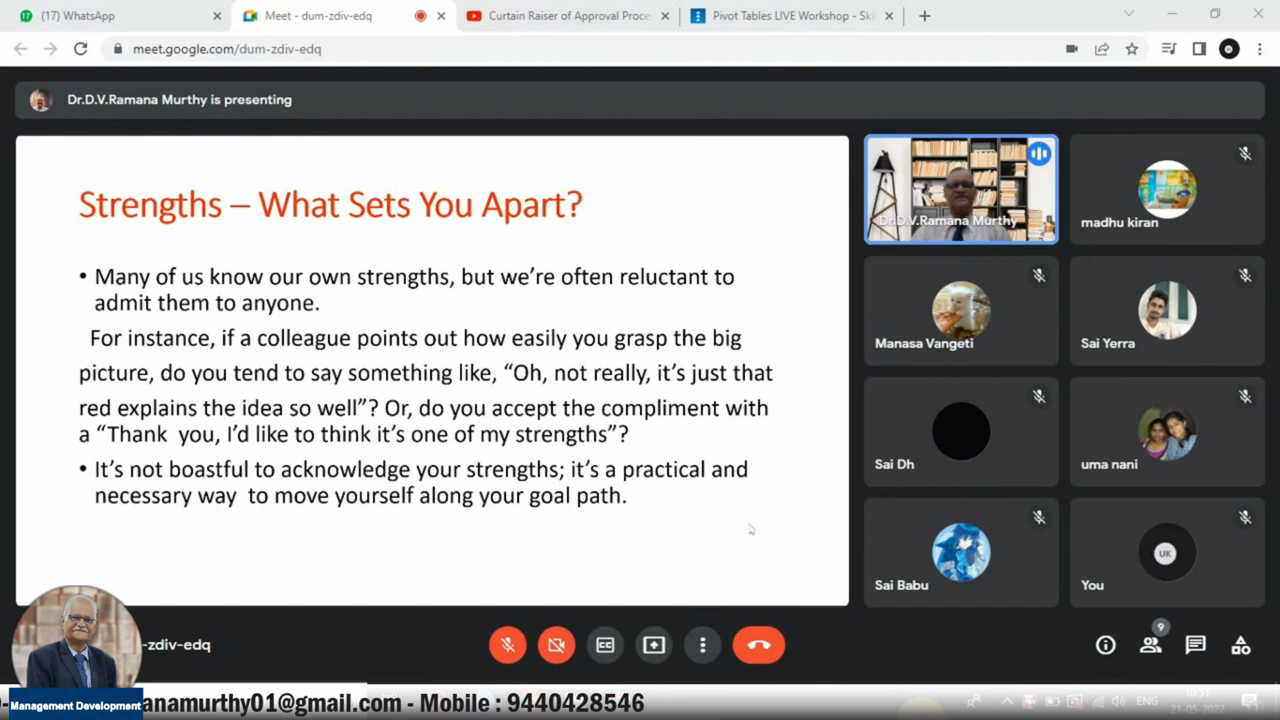 (17) WhatsApp
Meet - dum-zdiv-edq
Curtain Raiser of Approval Proce
Pivot Tables LIVE Workshop - Skil
meet.google.com/dum-zdiv-edq
Dr.D.V.Ramana Murthy is presenting
Strengths – What Sets You Apart?
• Many of us know our own strengths, but we’re often reluctant to
admit them to anyone.
For instance, if a colleague points out how easily you grasp the big
picture, do you tend to say something like, “Oh, not really, it’s just that
red explains the idea so well”? Or, do you accept the compliment with
a “Thank you, I’d like to think it’s one of my strengths”?
• It’s not boastful to acknowledge your strengths; it’s a practical and
necessary way to move yourself along your goal path.
Dr.D.V.Ramana Murthy
madhu kiran
Manasa Vangeti
Sai Yerra
Sai Dh
uma nani
Sai Babu
UK
You
-zdiv-edq
CC
9
Management Development
anamurthy01@gmail.com - Mobile : 9440428546
ENG
10:51
21-05-2022